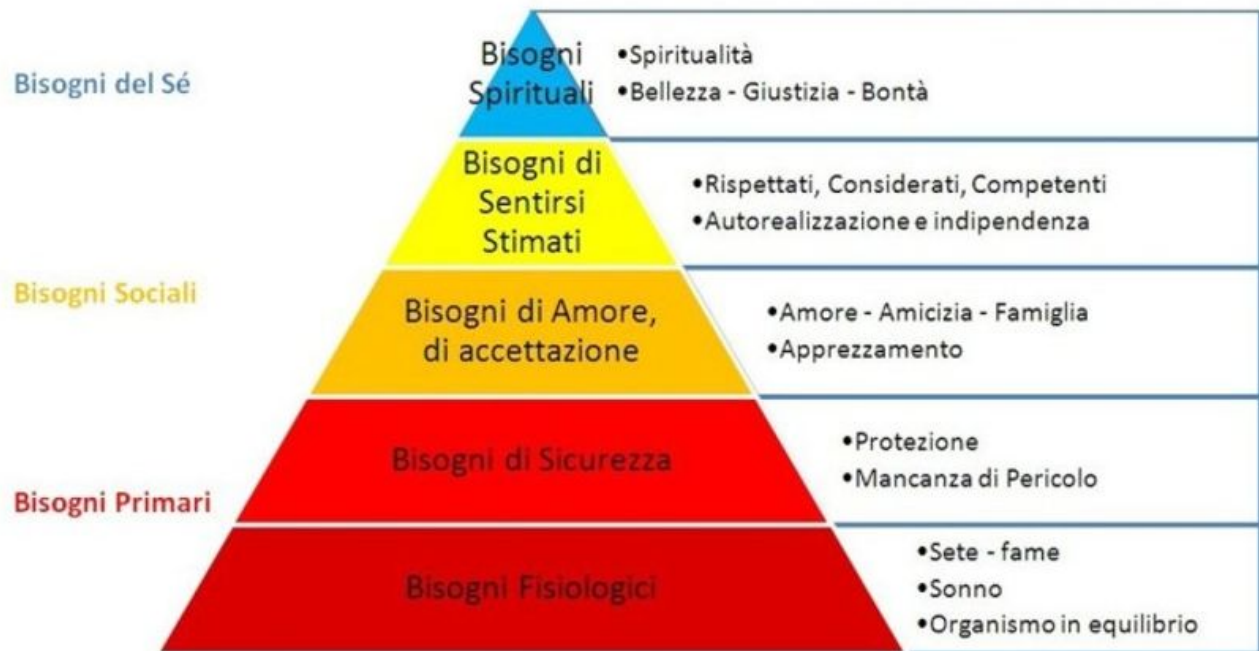 Bisogni del Sé
Bisogni
Spirituali
•Spiritualità
•Bellezza - Giustizia - Bontà
Bisogni di
Sentirsi
Stimati
•Rispettati, Considerati, Competenti
•Autorealizzazione e indipendenza
Bisogni Sociali
Bisogni di Amore,
di accettazione
•Amore - Amicizia - Famiglia
•Apprezzamento
Bisogni di Sicurezza
•Protezione
•Mancanza di Pericolo
Bisogni Primari
Bisogni Fisiologici
•Sete - fame
•Sonno
•Organismo in equilibrio